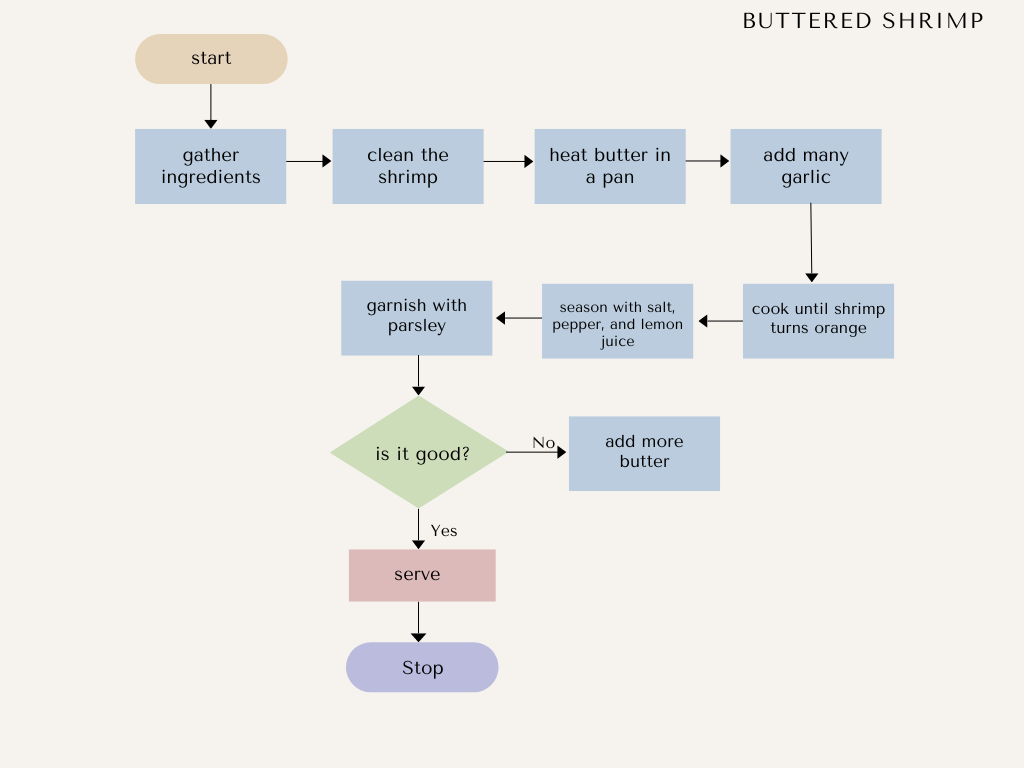 BUTTERED SHRIMP
start
gather
ingredients
clean the
shrimp
heat butter in
a pan
add many
garlic
cook until shrimp
turns orange
season with salt,
pepper, and lemon
juice
garnish with
parsley
is it good?
No
add more
butter
Yes
serve
Stop